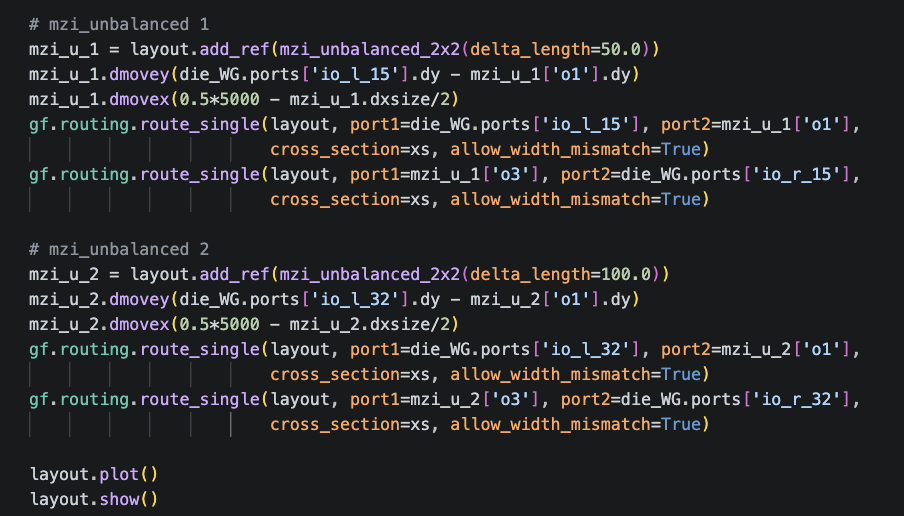 # mzi_unbalanced 1
mzi_u_1 = layout.add_ref(mzi_unbalanced_2x2(delta_length=50.0))
mzi_u_1.dmovey(die_WG.ports['io_l_15'].dy - mzi_u_1['o1'].dy)
mzi_u_1.dmovex(0.5*5000 - mzi_u_1.dxsize/2)
gf.routing.route_single(layout, port1=die_WG.ports['io_l_15'], port2=mzi_u_1['o1'],
                        cross_section=xs, allow_width_mismatch=True)
gf.routing.route_single(layout, port1=mzi_u_1['o3'], port2=die_WG.ports['io_r_15'],
                        cross_section=xs, allow_width_mismatch=True)

# mzi_unbalanced 2
mzi_u_2 = layout.add_ref(mzi_unbalanced_2x2(delta_length=100.0))
mzi_u_2.dmovey(die_WG.ports['io_l_32'].dy - mzi_u_2['o1'].dy)
mzi_u_2.dmovex(0.5*5000 - mzi_u_2.dxsize/2)
gf.routing.route_single(layout, port1=die_WG.ports['io_l_32'], port2=mzi_u_2['o1'],
                        cross_section=xs, allow_width_mismatch=True)
gf.routing.route_single(layout, port1=mzi_u_2['o3'], port2=die_WG.ports['io_r_32'],
                        cross_section=xs, allow_width_mismatch=True)

layout.plot()
layout.show()